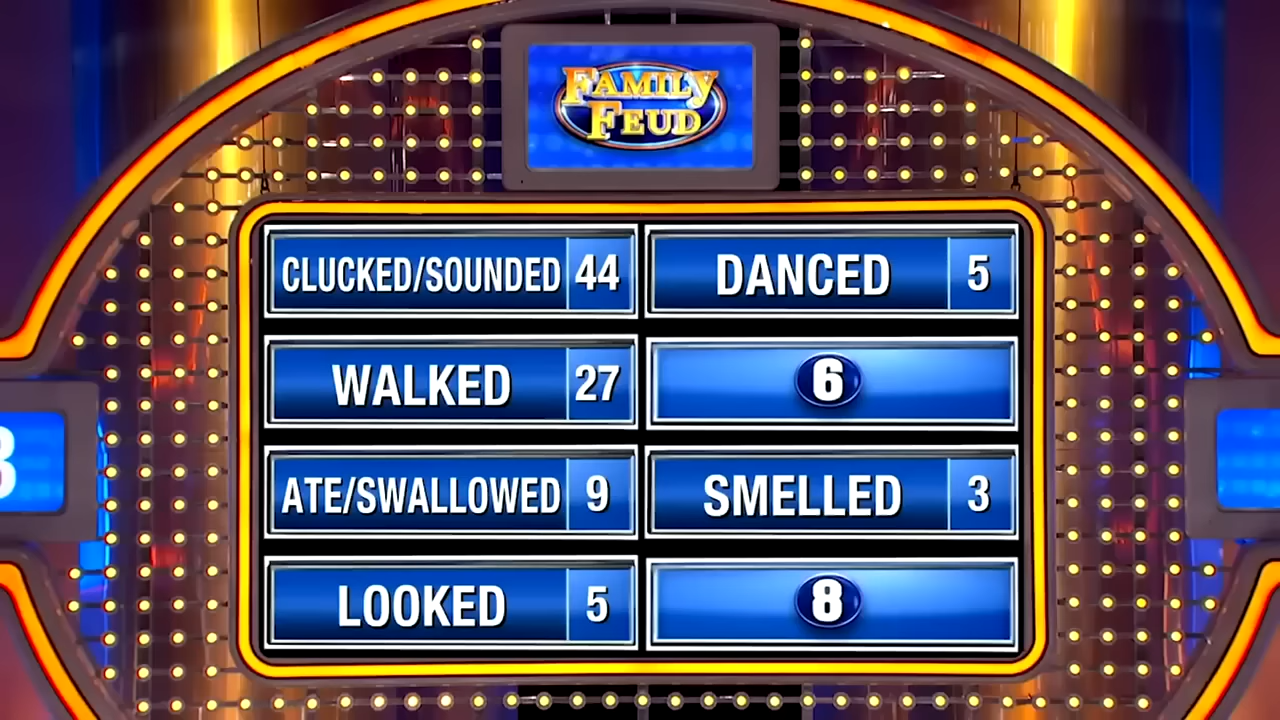 FAMILY
FEUD
CLUCKED/SOUNDED 44
DANCED 5
WALKED 27
6
ATE/SWALLOWED 9
SMELLED 3
LOOKED 5
8